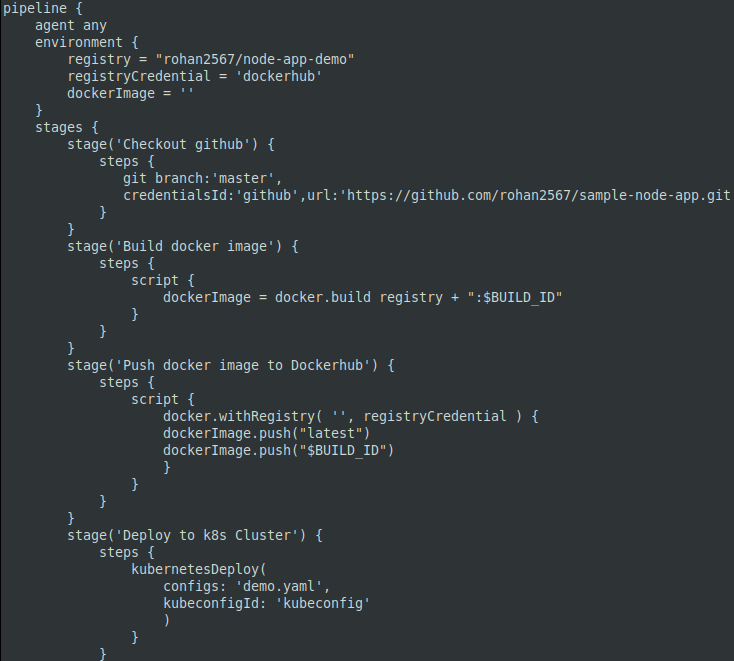 pipeline {
    agent any
    environment {
        registry = "rohan2567/node-app-demo"
        registryCredential = 'dockerhub'
        dockerImage = ''
    }
    stages {
        stage('Checkout github') {
            steps {
               git branch:'master',
               credentialsId:'github',url:'https://github.com/rohan2567/sample-node-app.git
            }
        }
        stage('Build docker image') {
            steps {
                script {
                    dockerImage = docker.build registry + ":$BUILD_ID"
                }
            }
        }
        stage('Push docker image to Dockerhub') {
            steps {
                script {
                    docker.withRegistry( '', registryCredential ) {
                    dockerImage.push("latest")
                    dockerImage.push("$BUILD_ID")
                    }
                }
            }
        }
        stage('Deploy to k8s Cluster') {
            steps {
                kubernetesDeploy(
                    configs: 'demo.yaml',
                    kubeconfigId: 'kubeconfig'
                    )
                }
            }